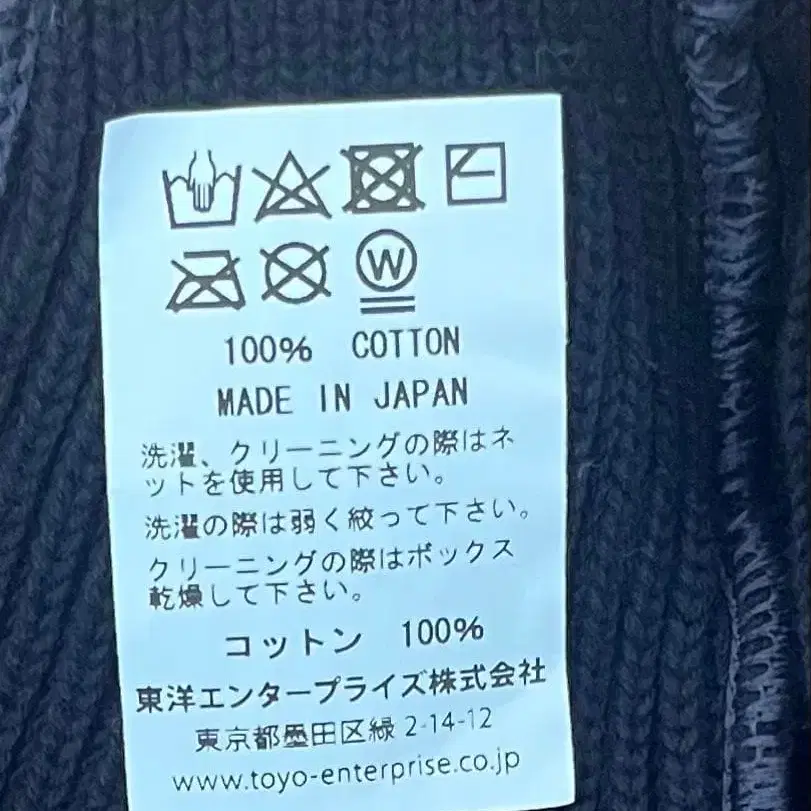 W
100% COTTON
MADE IN JAPAN
洗濯、クリーニングの際はネ
ットを使用して下さい。
洗濯の際は弱く絞って下さい。
クリーニングの際はボックス
乾燥して下さい。
コットン 100%
東洋エンタープライズ株式会社
東京都墨田区緑 2-14-12
www.toyo-enterprise.co.jp